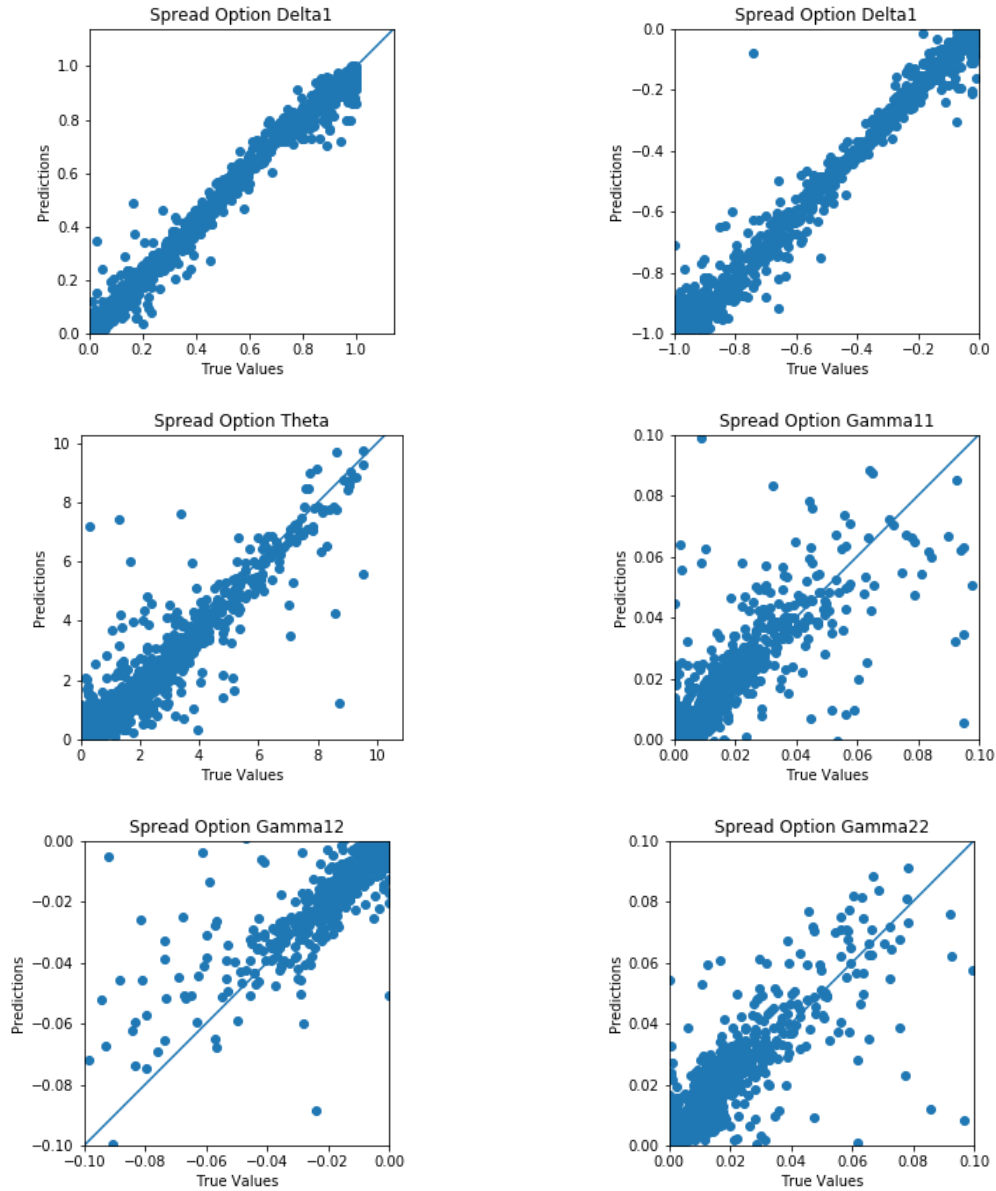 Spread Option Delta1
Predictions
1.0
0.8
0.6
0.4
0.2
0.0
0.0 0.2 0.4 0.6 0.8 1.0
True Values
Spread Option Delta1
Predictions
0.0
−0.2
−0.4
−0.6
−0.8
−1.0
−1.0 −0.8 −0.6 −0.4 −0.2 0.0
True Values
Spread Option Theta
Predictions
10
8
6
4
2
0
0 2 4 6 8 10
True Values
Spread Option Gamma11
Predictions
0.10
0.08
0.06
0.04
0.02
0.00
0.00 0.02 0.04 0.06 0.08 0.10
True Values
Spread Option Gamma12
Predictions
0.00
−0.02
−0.04
−0.06
−0.08
−0.10
−0.10 −0.08 −0.06 −0.04 −0.02 0.00
True Values
Spread Option Gamma22
Predictions
0.10
0.08
0.06
0.04
0.02
0.00
0.00 0.02 0.04 0.06 0.08 0.10
True Values